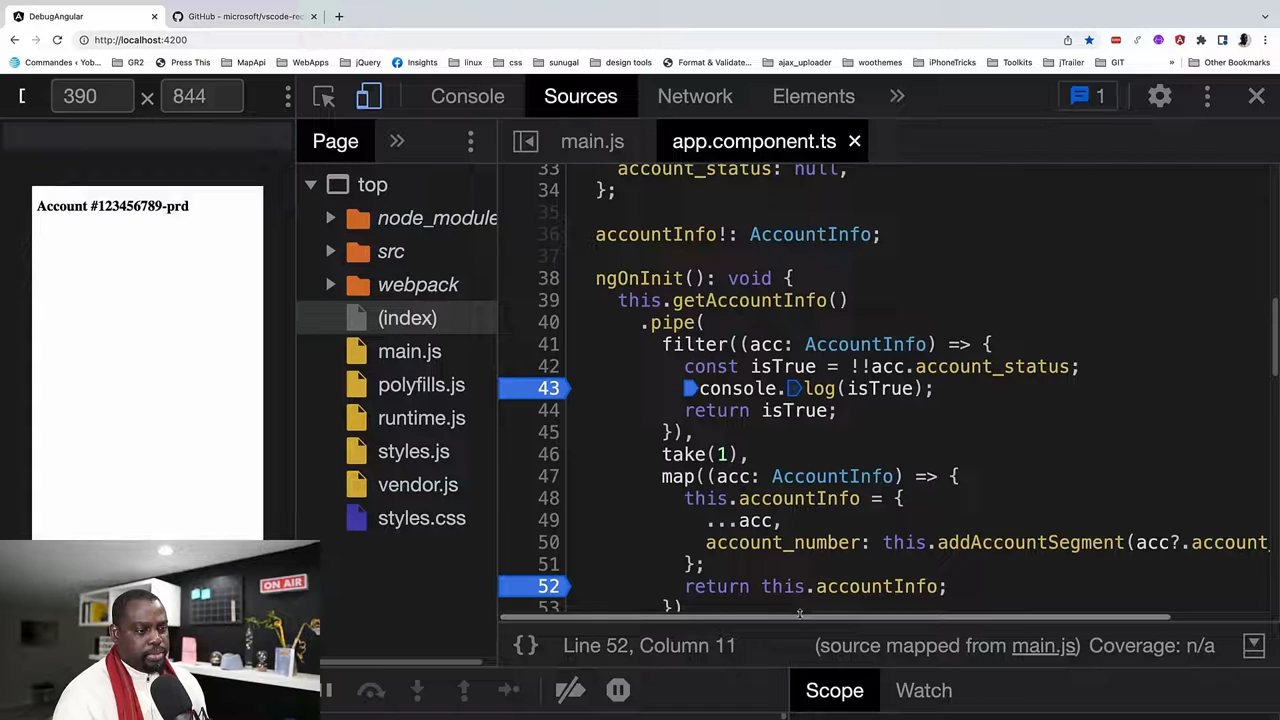 DebugAngular
GitHub - microsoft/vscode-rec
http://localhost:4200
Commandes ‹ Yob...
GR2
Press This
MapApi
WebApps
jQuery
Insights
linux
css
sunugal
design tools
Format & Validate...
ajax_uploader
woothemes
iPhoneTricks
Toolkits
jTrailer
GIT
»
Other Bookmarks
390 × 844
Console
Sources
Network
Elements
»
1
Page
»
main.js
app.component.ts
Account #123456789-prd
top
node_module
src
webpack
(index)
main.js
polyfills.js
runtime.js
styles.js
vendor.js
styles.css
33 account_status: null,
34 };
35
36 accountInfo!: AccountInfo;
37
38 ngOnInit(): void {
39 this.getAccountInfo()
40 .pipe(
41 filter((acc: AccountInfo) => {
42 const isTrue = !!acc.account_status;
43 console.log(isTrue);
44 return isTrue;
45 }),
46 take(1),
47 map((acc: AccountInfo) => {
48 this.accountInfo = {
49 ...acc,
50 account_number: this.addAccountSegment(acc?.account_
51 };
52 return this.accountInfo;
53 })
{} Line 52, Column 11
(source mapped from main.js) Coverage: n/a
Scope
Watch
ON AIR